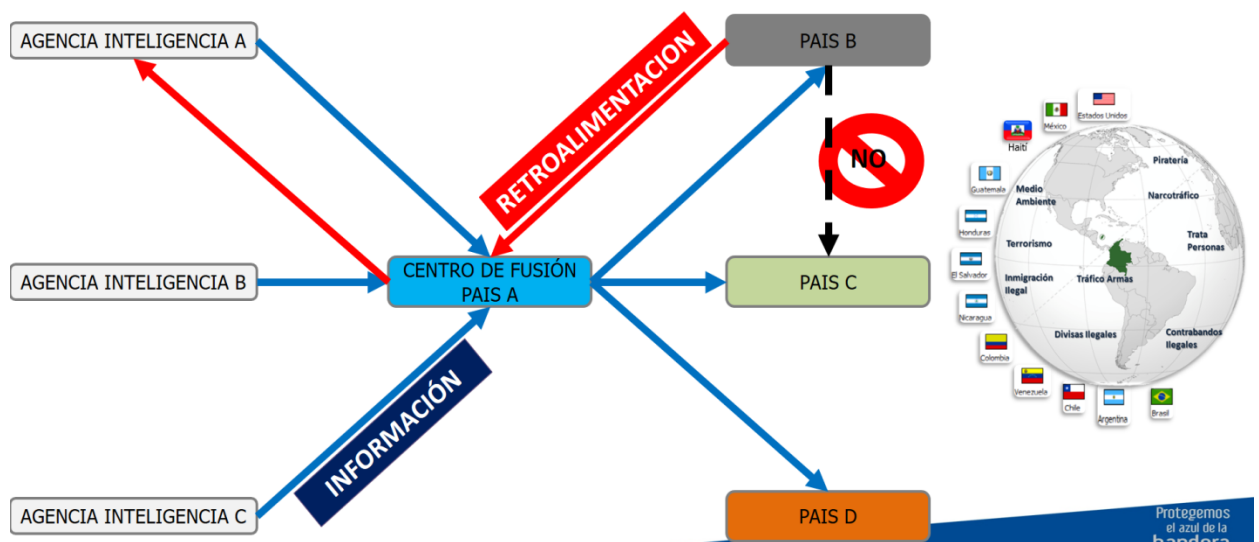 AGENCIA INTELIGENCIA A
AGENCIA INTELIGENCIA B
AGENCIA INTELIGENCIA C
INFORMACIÓN
RETROALIMENTACION
CENTRO DE FUSIÓN
PAIS A
PAIS B
NO
PAIS C
PAIS D
Estados Unidos
México
Haití
Guatemala
Honduras
El Salvador
Nicaragua
Colombia
Venezuela
Chile
Argentina
Brasil
Piratería
Medio
Ambiente
Narcotráfico
Terrorismo
Trata
Personas
Inmigración
Ilegal
Tráfico Armas
Divisas Ilegales
Contrabandos
Ilegales
Protegemos
el azul de la
bandera